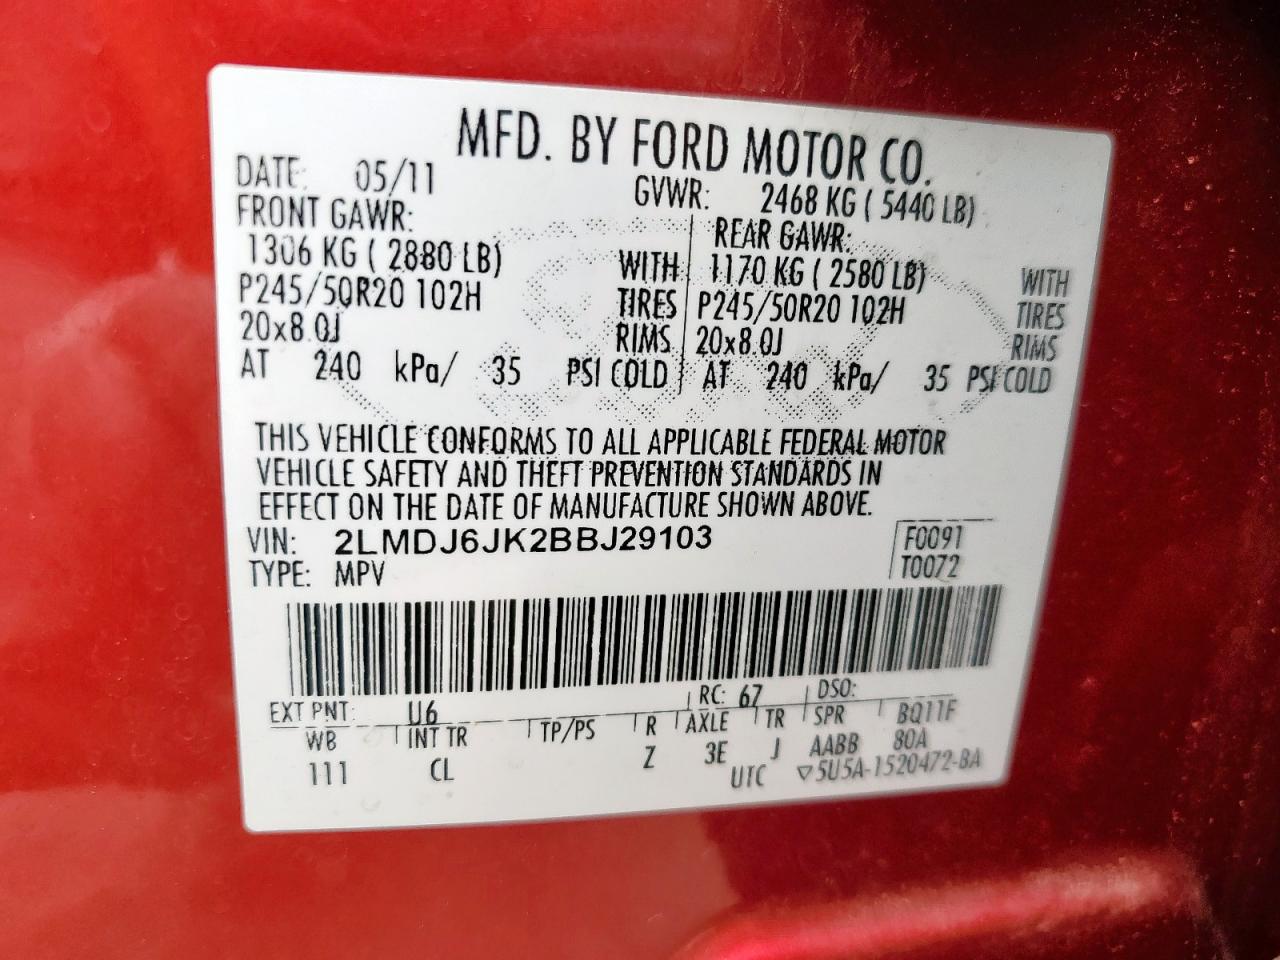 MFD. BY FORD MOTOR CO.
DATE: 05/11 GVWR: 2468 KG ( 5440 LB)
FRONT GAWR: REAR GAWR:
1306 KG ( 2880 LB) WITH 1170 KG ( 2580 LB) WITH
P245/50R20 102H TIRES P245/50R20 102H TIRES
20x8.0J RIMS 20x8.0J RIMS
AT 240 kPa/ 35 PSI COLD AT 240 kPa/ 35 PSI COLD
THIS VEHICLE CONFORMS TO ALL APPLICABLE FEDERAL MOTOR
VEHICLE SAFETY AND THEFT PREVENTION STANDARDS IN
EFFECT ON THE DATE OF MANUFACTURE SHOWN ABOVE.
VIN: 2LMDJ6JK2BBJ29103 F0091
TYPE: MPV T0072
EXT PNT: U6 RC: 67 DSO:
WB INT TR TP/PS R AXLE TR SPR BQ11F
111 CL Z 3E J AABB 80A
UTC ▽5U5A-1520472-BA